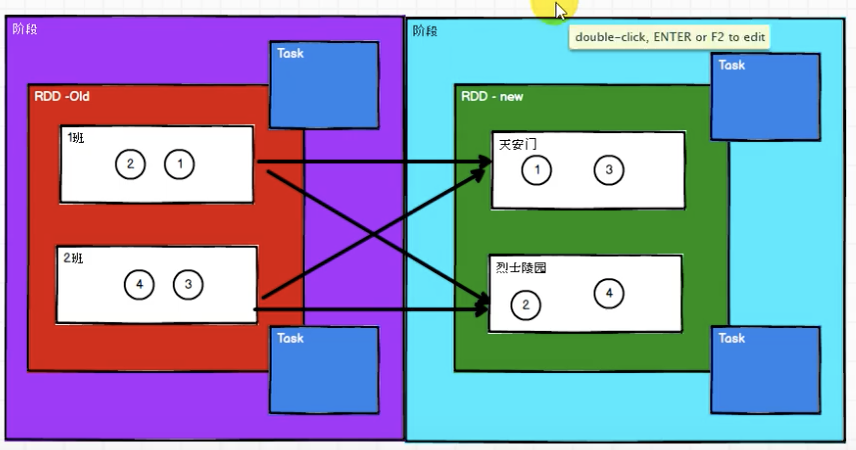 阶段
阶段
double-click, ENTER or F2 to edit
Task
Task
RDD -Old
RDD - new
1班
天安门
2
1
1
3
2班
烈士陵园
4
3
2
4
Task
Task